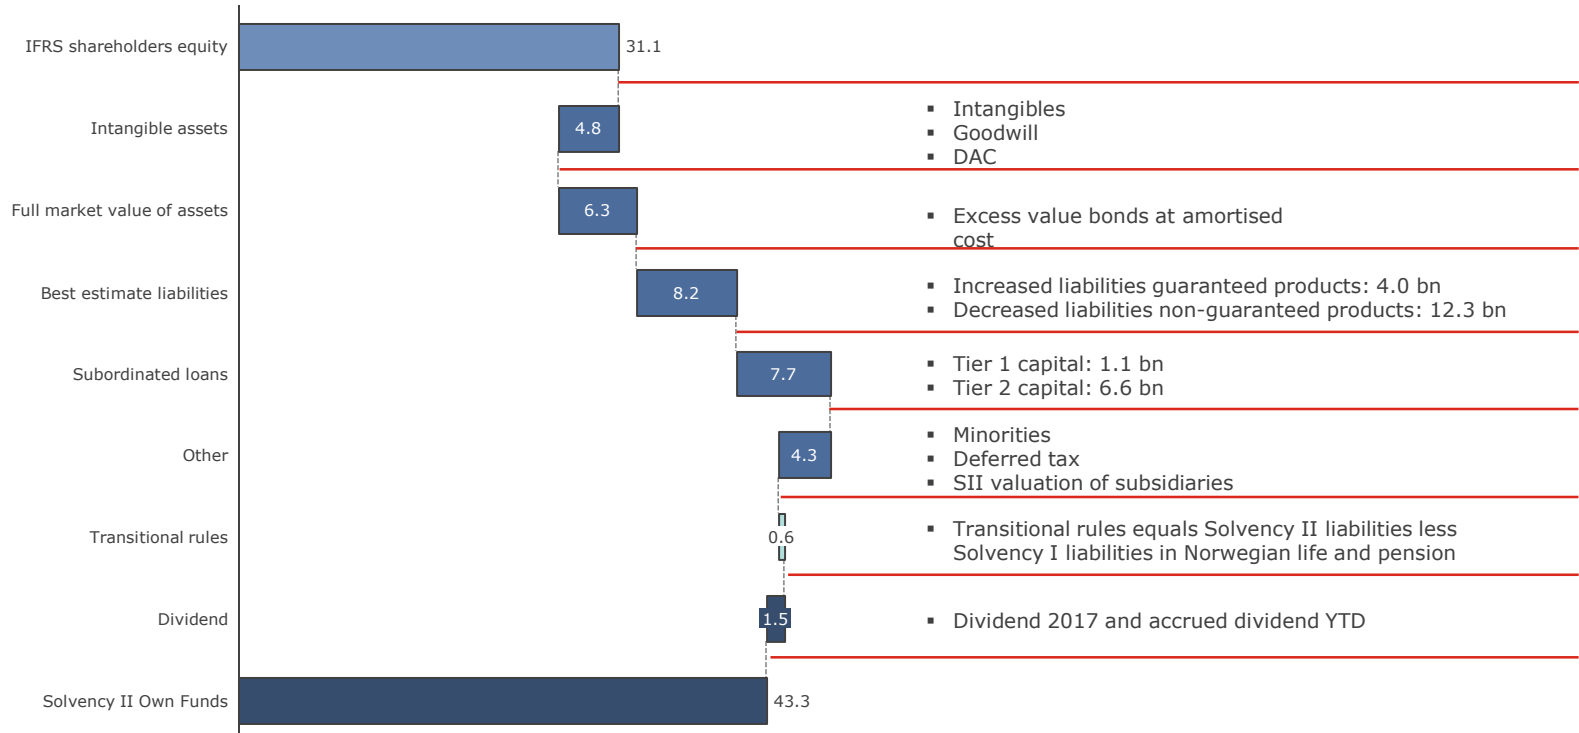 IFRS shareholders equity
31.1
Intangible assets
4.8
▪ Intangibles
▪ Goodwill
▪ DAC
Full market value of assets
6.3
▪ Excess value bonds at amortised
cost
Best estimate liabilities
8.2
▪ Increased liabilities guaranteed products: 4.0 bn
▪ Decreased liabilities non-guaranteed products: 12.3 bn
Subordinated loans
7.7
▪ Tier 1 capital: 1.1 bn
▪ Tier 2 capital: 6.6 bn
Other
4.3
▪ Minorities
▪ Deferred tax
▪ SII valuation of subsidiaries
Transitional rules
0.6
▪ Transitional rules equals Solvency II liabilities less
Solvency I liabilities in Norwegian life and pension
Dividend
1.5
▪ Dividend 2017 and accrued dividend YTD
Solvency II Own Funds
43.3